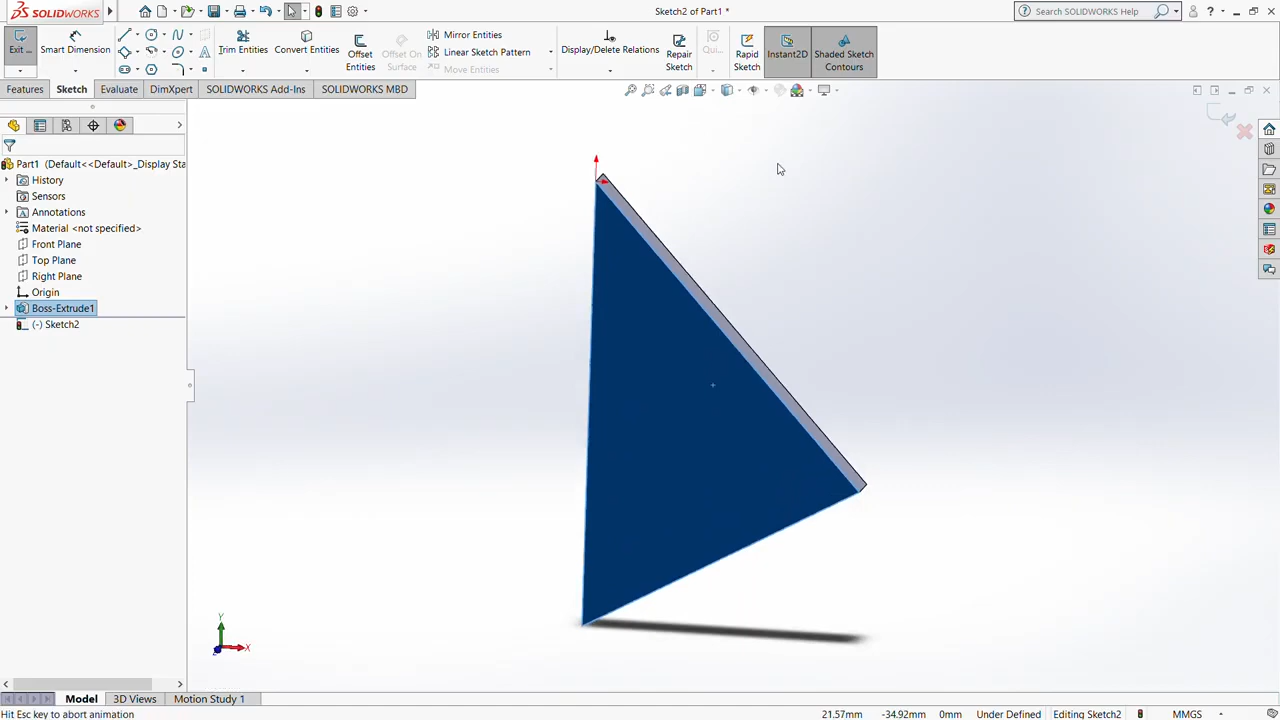 SOLIDWORKS
Sketch2 of Part1 *
Search SOLIDWORKS Help
Exit ...
Smart Dimension
Trim Entities
Convert Entities
Offset Entities
Offset On Surface
Mirror Entities
Linear Sketch Pattern
Move Entities
Display/Delete Relations
Repair Sketch
Qui...
Rapid Sketch
Instant2D
Shaded Sketch Contours
Features
Sketch
Evaluate
DimXpert
SOLIDWORKS Add-Ins
SOLIDWORKS MBD
Part1 (Default<<Default>_Display Sta
History
Sensors
Annotations
Material <not specified>
Front Plane
Top Plane
Right Plane
Origin
Boss-Extrude1
(-) Sketch2
Y
X
Model
3D Views
Motion Study 1
Hit Esc key to abort animation
21.57mm
-34.92mm
0mm
Under Defined
Editing Sketch2
MMGS